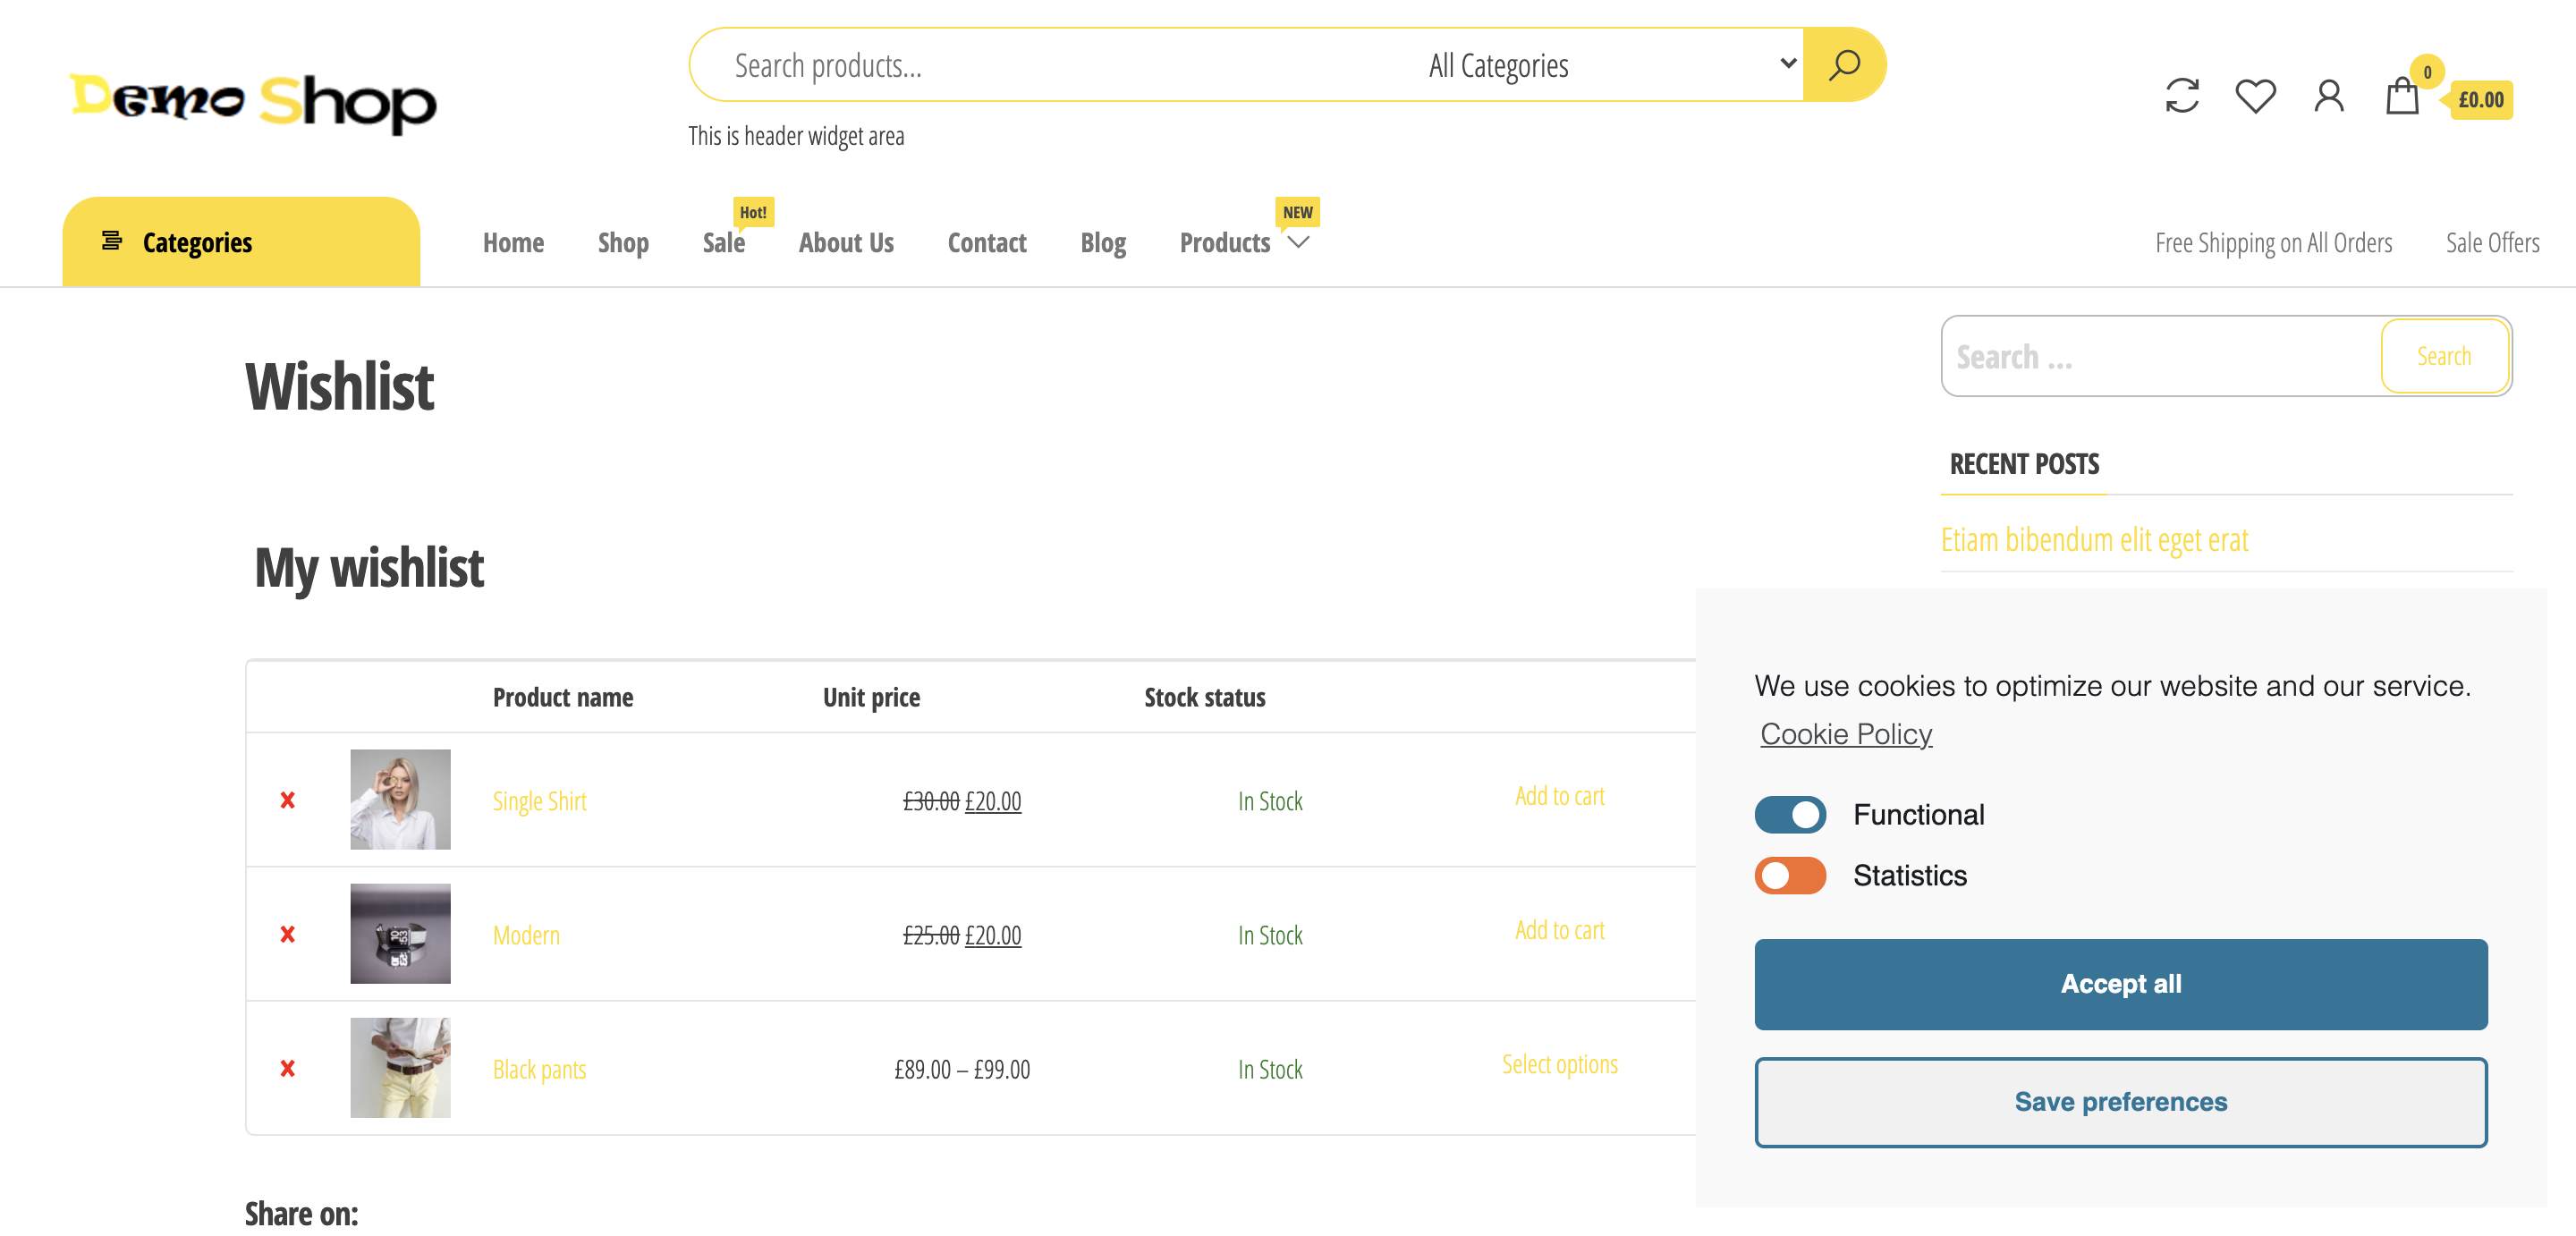 Demo Shop
Search products...
All Categories
This is header widget area
0
£0.00
Categories
Home
Shop
Sale
Hot!
About Us
Contact
Blog
Products
NEW
Free Shipping on All Orders
Sale Offers
Wishlist
Search ...
Search
RECENT POSTS
Etiam bibendum elit eget erat
My wishlist
Product name Unit price Stock status
Single Shirt £30.00 £20.00 In Stock Add to cart
Modern £25.00 £20.00 In Stock Add to cart
Black pants £89.00 – £99.00 In Stock Select options
Share on:
We use cookies to optimize our website and our service.
Cookie Policy
Functional
Statistics
Accept all
Save preferences